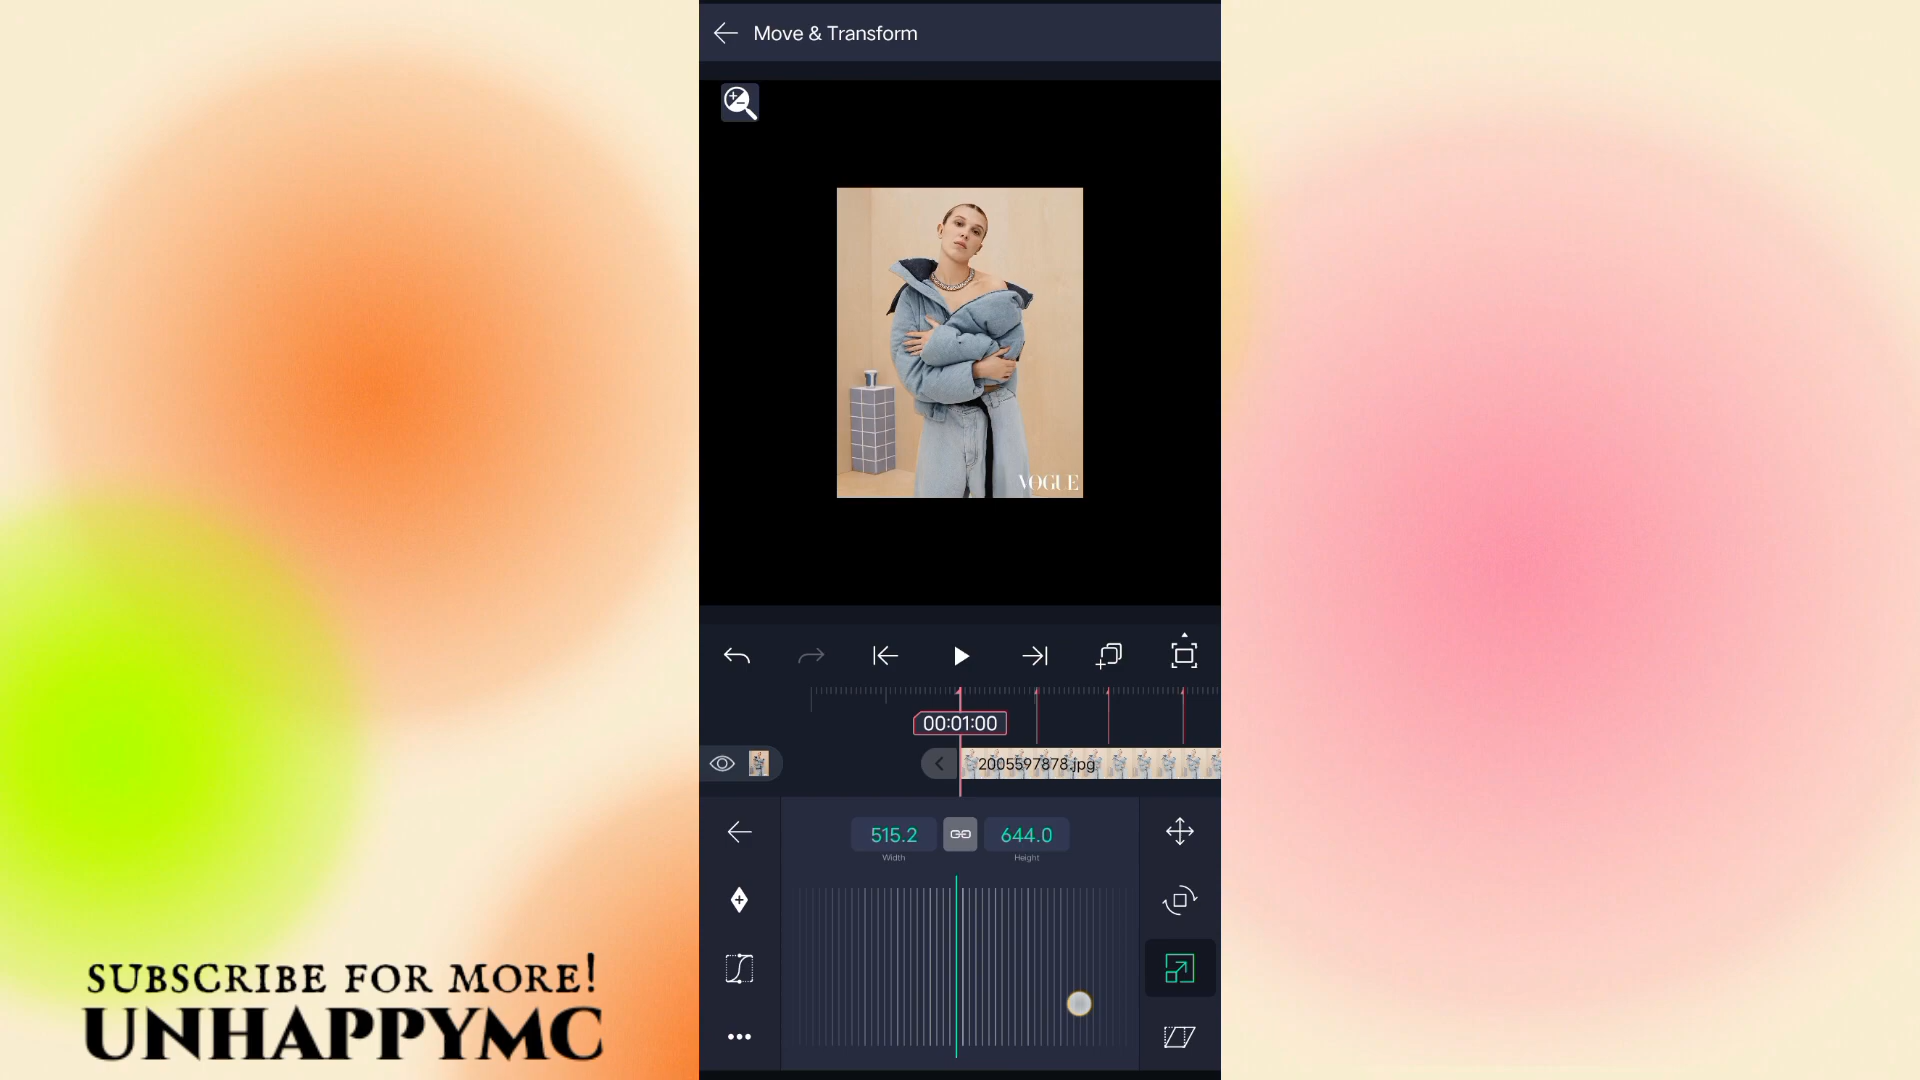 Move & Transform
VOGUE
00:01:00
2005597878.jpg
515.2
644.0
Width
Height
SUBSCRIBE FOR MORE!
UNHAPPYMC